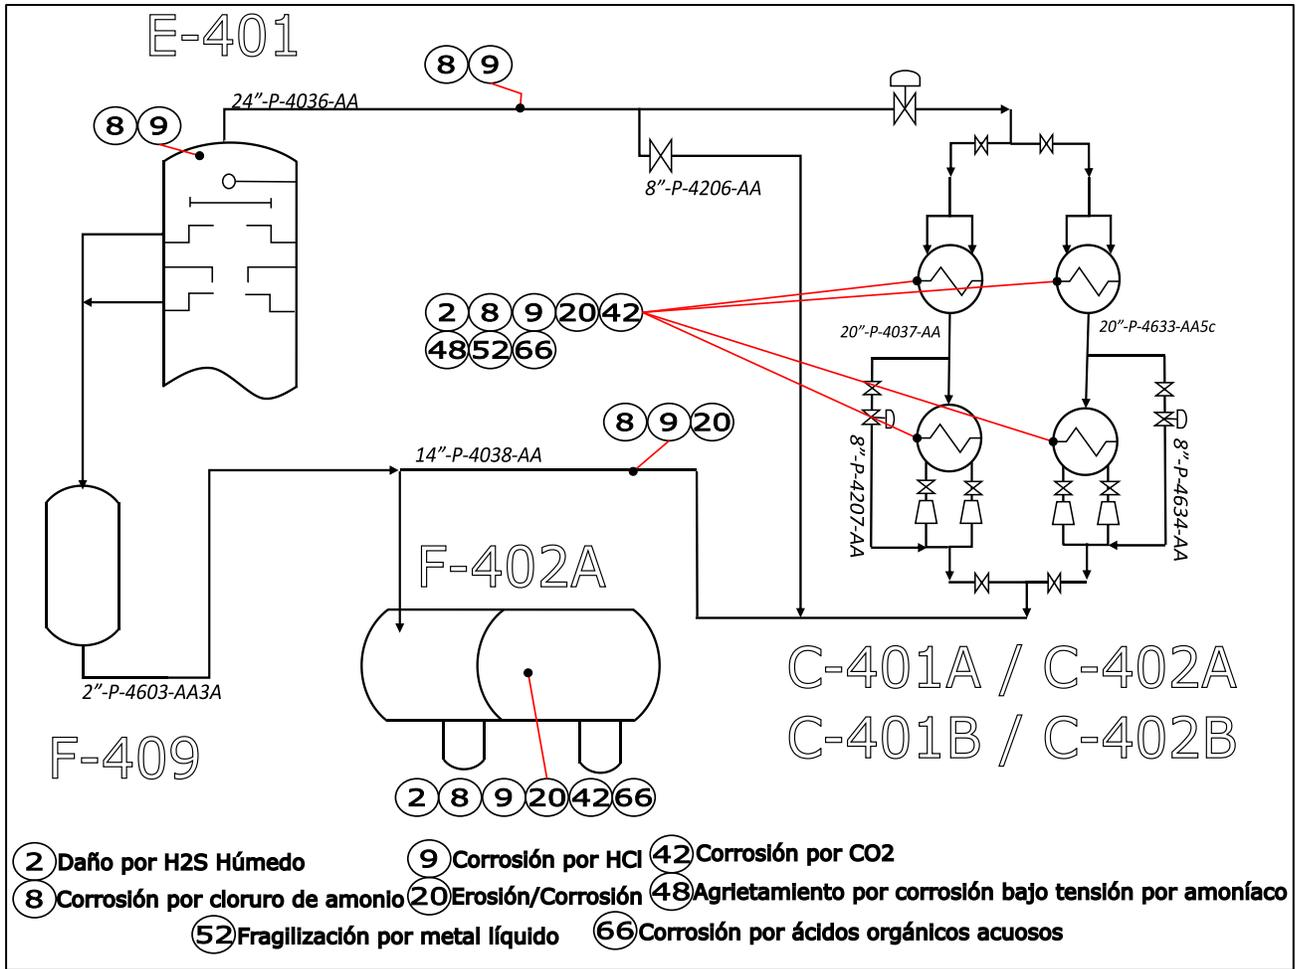 E-401
8 9
24"-P-4036-AA
8 9
8"-P-4206-AA
2 8 9 20 42
48 52 66
20"-P-4037-AA
20"-P-4633-AA5c
8 9 20
14"-P-4038-AA
8"-P-4207-AA
8"-P-4634-AA
F-402A
2"-P-4603-AA3A
F-409
C-401A / C-402A
C-401B / C-402B
2 8 9 20 42 66
2 Daño por H2S Húmedo
9 Corrosión por HCl
42 Corrosión por CO2
8 Corrosión por cloruro de amonio
20 Erosión/Corrosión
48 Agrietamiento por corrosión bajo tensión por amoníaco
52 Fragilización por metal líquido
66 Corrosión por ácidos orgánicos acuosos